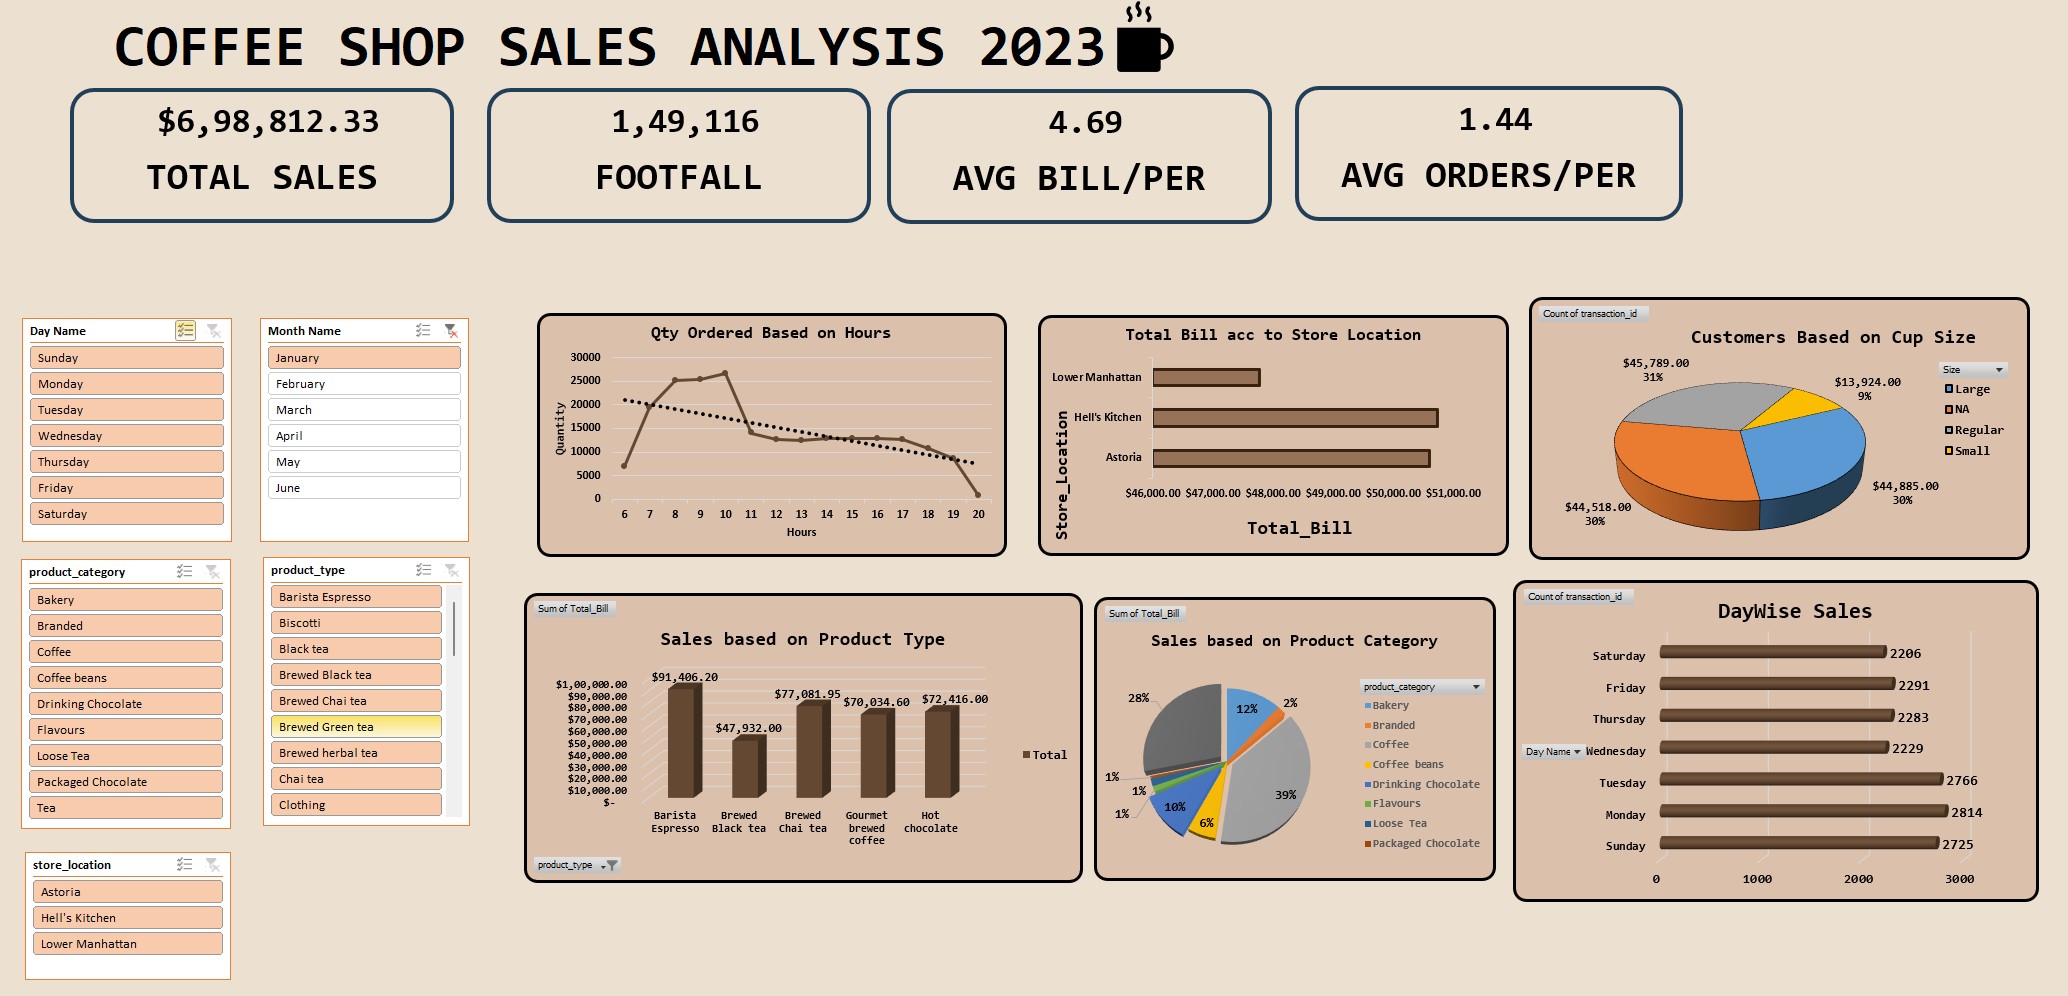 COFFEE SHOP SALES ANALYSIS 2023
$6,98,812.33
TOTAL SALES
1,49,116
FOOTFALL
4.69
AVG BILL/PER
1.44
AVG ORDERS/PER
Day Name
Sunday
Monday
Tuesday
Wednesday
Thursday
Friday
Saturday
Month Name
January
February
March
April
May
June
product_category
Bakery
Branded
Coffee
Coffee beans
Drinking Chocolate
Flavours
Loose Tea
Packaged Chocolate
Tea
product_type
Barista Espresso
Biscotti
Black tea
Brewed Black tea
Brewed Chai tea
Brewed Green tea
Brewed herbal tea
Chai tea
Clothing
store_location
Astoria
Hell's Kitchen
Lower Manhattan
Qty Ordered Based on Hours
Quantity
30000
25000
20000
15000
10000
5000
0
6 7 8 9 10 11 12 13 14 15 16 17 18 19 20
Hours
Total Bill acc to Store Location
Store_Location
Lower Manhattan
Hell's Kitchen
Astoria
$46,000.00 $47,000.00 $48,000.00 $49,000.00 $50,000.00 $51,000.00
Total_Bill
Count of transaction_id
Customers Based on Cup Size
$45,789.00
31%
$13,924.00
9%
$44,885.00
30%
$44,518.00
30%
Size
Large
NA
Regular
Small
Sum of Total_Bill
Sales based on Product Type
$1,00,000.00
$90,000.00
$80,000.00
$70,000.00
$60,000.00
$50,000.00
$40,000.00
$30,000.00
$20,000.00
$10,000.00
$-
$91,406.20
$47,932.00
$77,081.95
$70,034.60
$72,416.00
Barista
Espresso
Brewed
Black tea
Brewed
Chai tea
Gourmet
brewed
coffee
Hot
chocolate
Total
product_type
Sum of Total_Bill
Sales based on Product Category
28%
12%
2%
39%
6%
10%
1%
1%
1%
product_category
Bakery
Branded
Coffee
Coffee beans
Drinking Chocolate
Flavours
Loose Tea
Packaged Chocolate
Count of transaction_id
DayWise Sales
Day Name
Saturday 2206
Friday 2291
Thursday 2283
Wednesday 2229
Tuesday 2766
Monday 2814
Sunday 2725
0 1000 2000 3000